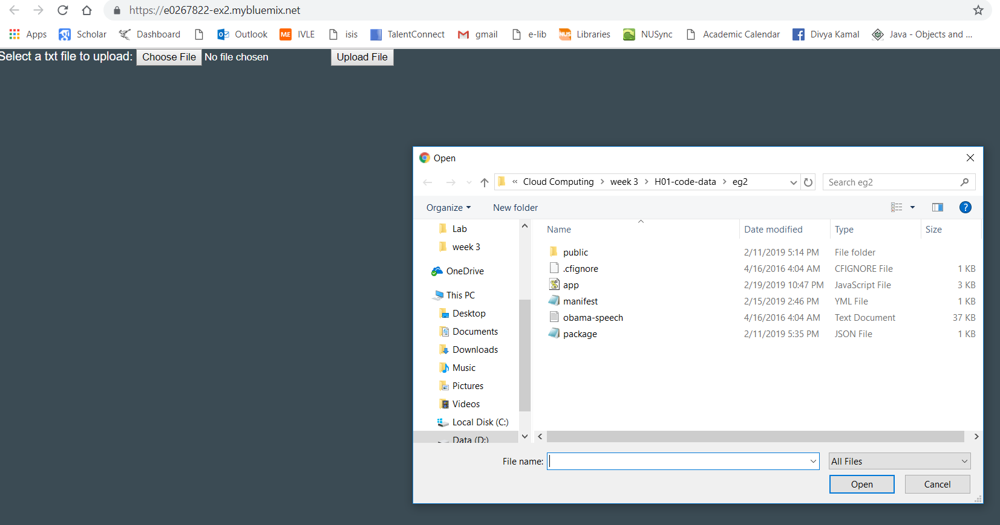 https://e0267822-ex2.mybluemix.net
Apps Scholar Dashboard Outlook ME IVLE isis TalentConnect gmail e-lib NUS Libraries NUSync Academic Calendar Divya Kamal Java - Objects and ...
Select a txt file to upload: Choose File No file chosen Upload File
Open
« Cloud Computing > week 3 > H01-code-data > eg2 Search eg2
Organize New folder ?
Name Date modified Type Size
Lab
week 3
OneDrive
This PC
Desktop
Documents
Downloads
Music
Pictures
Videos
Local Disk (C:)
Data (D:)
public 2/11/2019 5:14 PM File folder
.cfignore 4/16/2016 4:04 AM CFIGNORE File 1 KB
app 2/19/2019 10:47 PM JavaScript File 3 KB
manifest 2/15/2019 2:46 PM YML File 1 KB
obama-speech 4/16/2016 4:04 AM Text Document 37 KB
package 2/11/2019 5:35 PM JSON File 1 KB
File name: All Files
Open Cancel